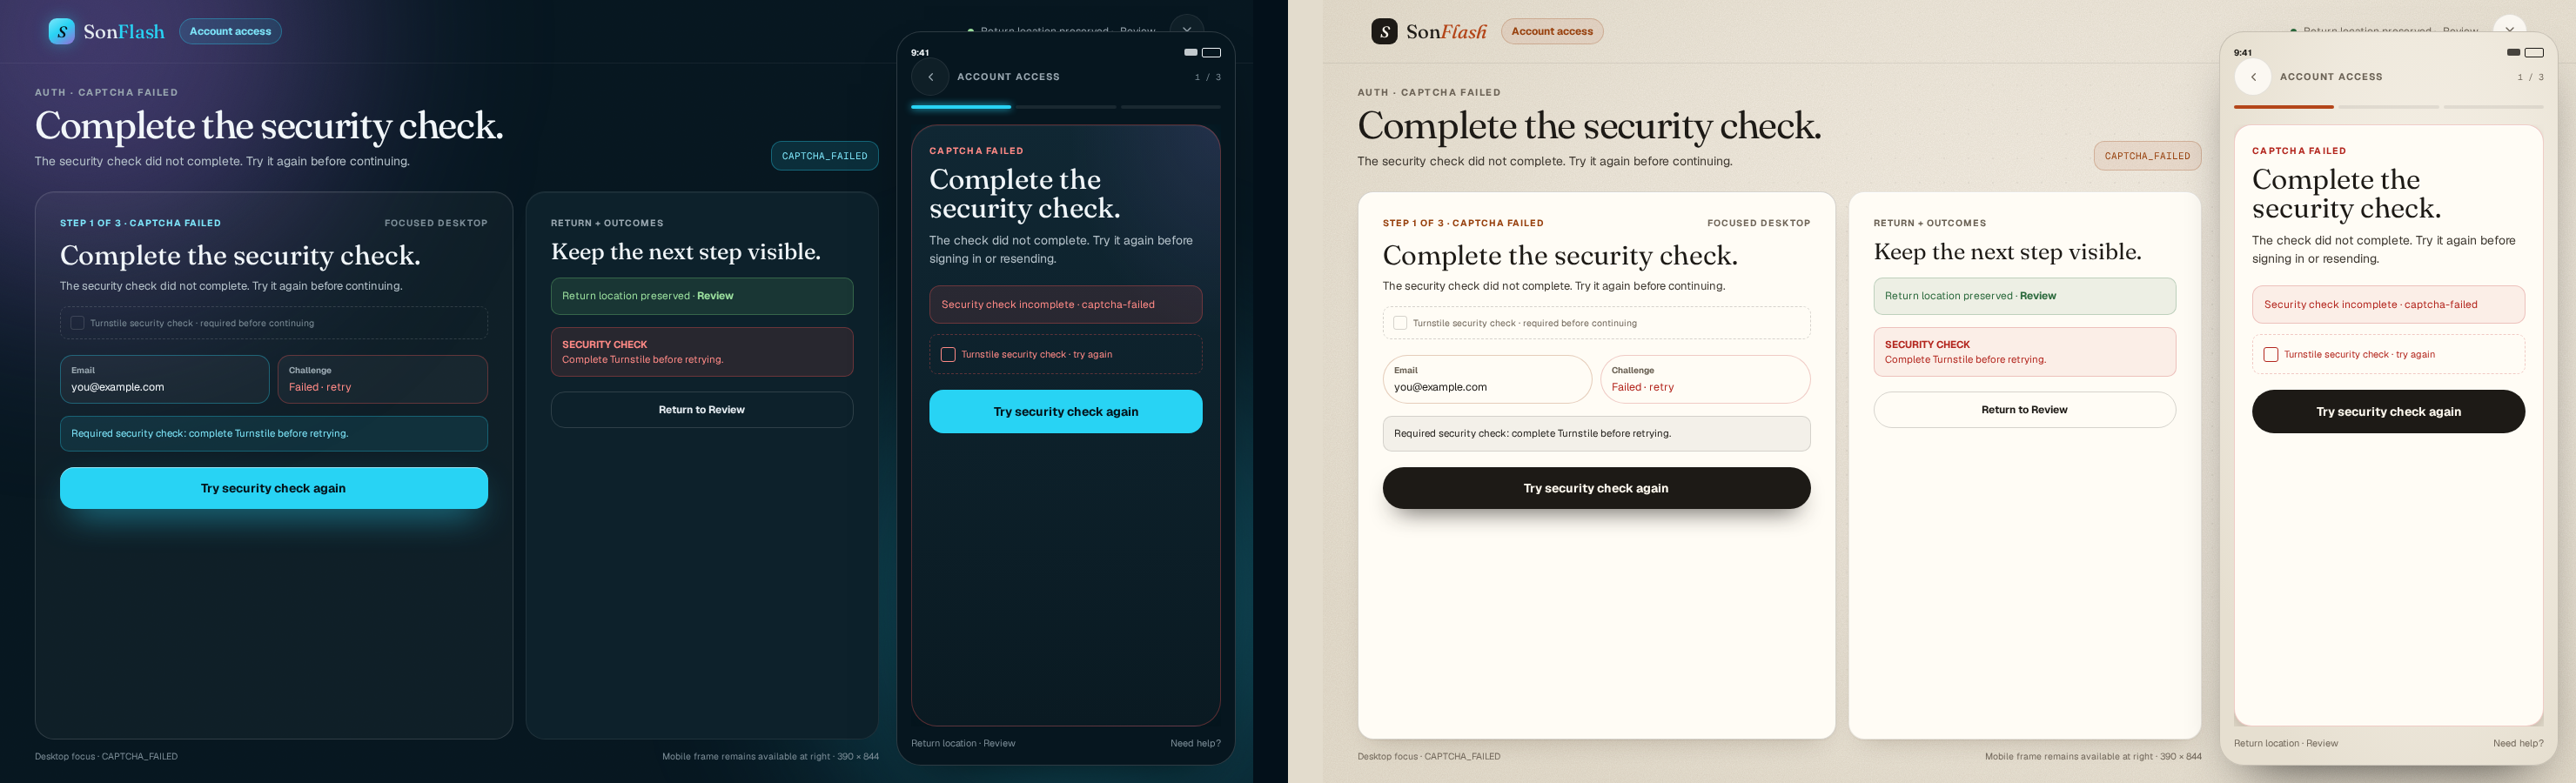 S SonFlash Account access
Return location preserved · Review
AUTH · CAPTCHA FAILED
Complete the security check.
The security check did not complete. Try it again before continuing.
CAPTCHA_FAILED
STEP 1 OF 3 · CAPTCHA FAILED FOCUSED DESKTOP
Complete the security check.
The security check did not complete. Try it again before continuing.
Turnstile security check · required before continuing
Email
you@example.com
Challenge
Failed · retry
Required security check: complete Turnstile before retrying.
Try security check again
RETURN + OUTCOMES
Keep the next step visible.
Return location preserved · Review
SECURITY CHECK
Complete Turnstile before retrying.
Return to Review
Desktop focus · CAPTCHA_FAILED
Mobile frame remains available at right · 390 × 844
9:41
ACCOUNT ACCESS 1 / 3
CAPTCHA FAILED
Complete the
security check.
The check did not complete. Try it again before
signing in or resending.
Security check incomplete · captcha-failed
Turnstile security check · try again
Try security check again
Return location · Review Need help?
S SonFlash Account access
Return location preserved · Review
AUTH · CAPTCHA FAILED
Complete the security check.
The security check did not complete. Try it again before continuing.
CAPTCHA_FAILED
STEP 1 OF 3 · CAPTCHA FAILED FOCUSED DESKTOP
Complete the security check.
The security check did not complete. Try it again before continuing.
Turnstile security check · required before continuing
Email
you@example.com
Challenge
Failed · retry
Required security check: complete Turnstile before retrying.
Try security check again
RETURN + OUTCOMES
Keep the next step visible.
Return location preserved · Review
SECURITY CHECK
Complete Turnstile before retrying.
Return to Review
Desktop focus · CAPTCHA_FAILED
Mobile frame remains available at right · 390 × 844
9:41
ACCOUNT ACCESS 1 / 3
CAPTCHA FAILED
Complete the
security check.
The check did not complete. Try it again before
signing in or resending.
Security check incomplete · captcha-failed
Turnstile security check · try again
Try security check again
Return location · Review Need help?